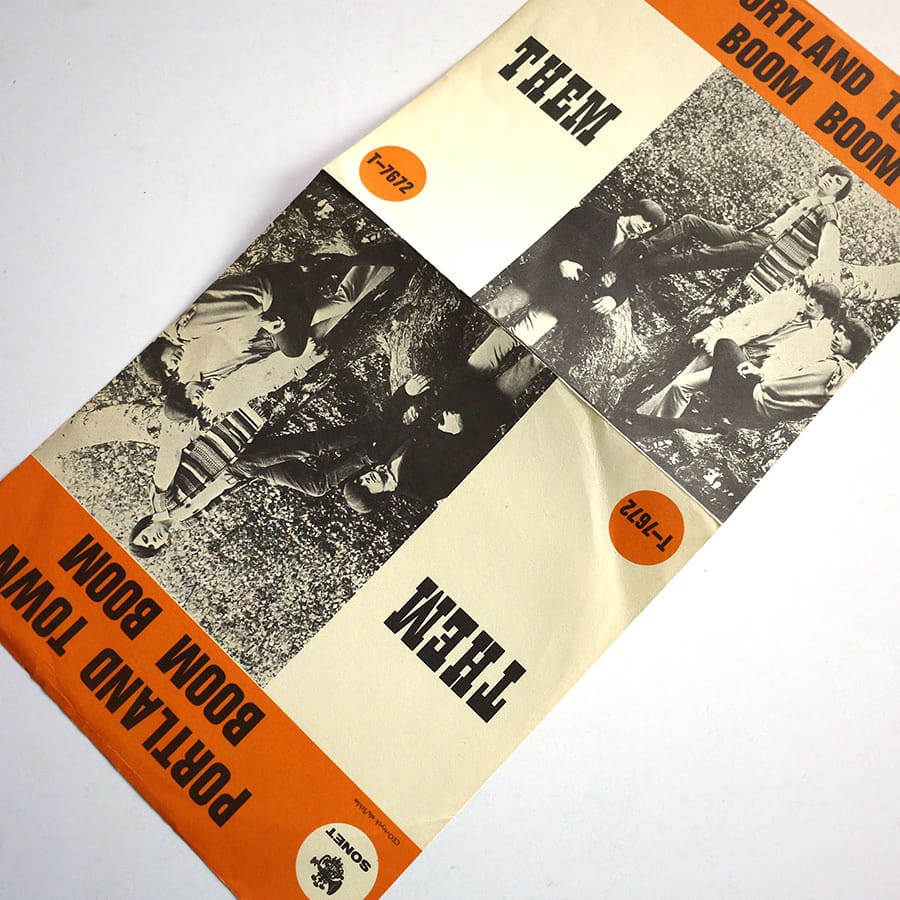 ORTLAND TO
BOOM BOOM
THEM
T-7672
T-7672
THEM
PORTLAND TOWN
BOOM BOOM
SONET